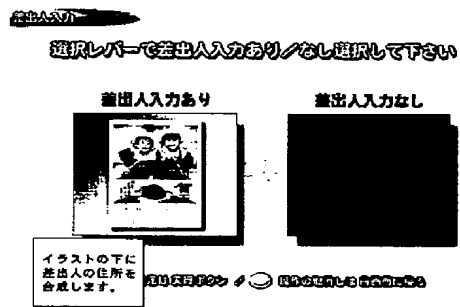 差出人入力
選択レバーで差出人入力あり／なし選択して下さい
差出人入力あり
差出人入力なし
イラストの下に
差出人の住所を
合成します。